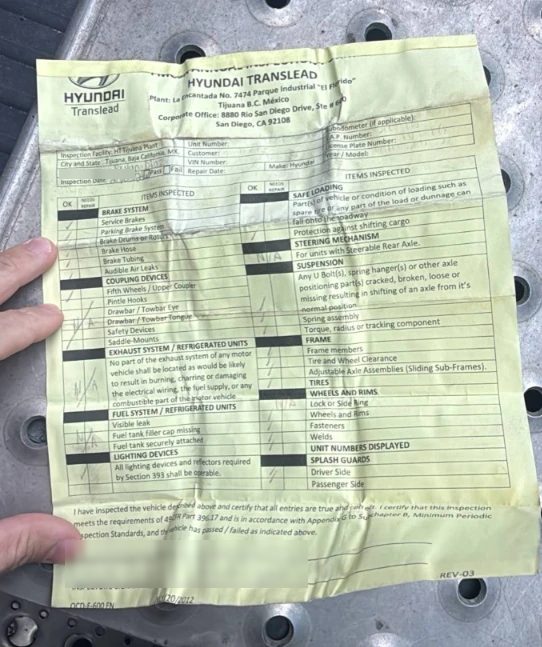 ANNUAL INSPECTION
HYUNDAI
Translead
HYUNDAI TRANSLEAD
Plant: La Encantada No. 7474 Parque Industrial "El Florido"
Tijuana B.C. México
Corporate Office: 8880 Rio San Diego Drive, Ste # 600
San Diego, CA 92108
Inspection Facility, HT Tijuana Plant
City and State: Tijuana, Baja California, MX
Inspection Date:
Pass
Fail
Unit Number:
Customer:
VIN Number:
Repair Date:
Make: Hyundai
odometer (if applicable):
A.P. Number:
cense Plate Number:
Year / Model:
OK
NEEDS REPAIR
ITEMS INSPECTED
BRAKE SYSTEM
Service Brakes
Parking Brake System
Brake Drums or Rotors
Brake Hose
Brake Tubing
Audible Air Leaks
COUPLING DEVICES
Fifth Wheels / Upper Coupler
Pintle Hooks
Drawbar / Towbar Eye
N/A
Drawbar / Towbar Tongue
Safety Devices
Saddle-Mounts
EXHAUST SYSTEM / REFRIGERATED UNITS
N/A
No part of the exhaust system of any motor
vehicle shall be located as would be likely
to result in burning, charring or damaging
the electrical wiring, the fuel supply, or any
combustible part of the motor vehicle
FUEL SYSTEM / REFRIGERATED UNITS
N/A
Visible leak
Fuel tank filler cap missing
Fuel tank securely attached
LIGHTING DEVICES
All lighting devices and reflectors required
by Section 393 shall be operable.
OK
NEEDS REPAIR
ITEMS INSPECTED
SAFE LOADING
Part(s) of vehicle or condition of loading such as
spare tire or any part of the load or dunnage can
fall onto the roadway
Protection against shifting cargo
STEERING MECHANISM
N/A
For units with Steerable Rear Axle.
SUSPENSION
Any U Bolt(s), spring hanger(s) or other axle
positioning part(s) cracked, broken, loose or
missing resulting in shifting of an axle from it's
normal position
Spring assembly
Torque, radius or tracking component
FRAME
Frame members
Tire and Wheel Clearance
Adjustable Axle Assemblies (Sliding Sub-Frames).
TIRES
WHEELS AND RIMS
N/A
Lock or Side Ring
Wheels and Rims
Fasteners
Welds
UNIT NUMBERS DISPLAYED
SPLASH GUARDS
Driver Side
Passenger Side
I have inspected the vehicle described above and certify that all entries are true and correct. I certify that this inspection
meets the requirements of 49CFR Part 396.17 and is in accordance with Appendix G to Subchapter B, Minimum Periodic
Inspection Standards, and the vehicle has passed / failed as indicated above.
REV-03
QCD-F-600 EN
/20/2012